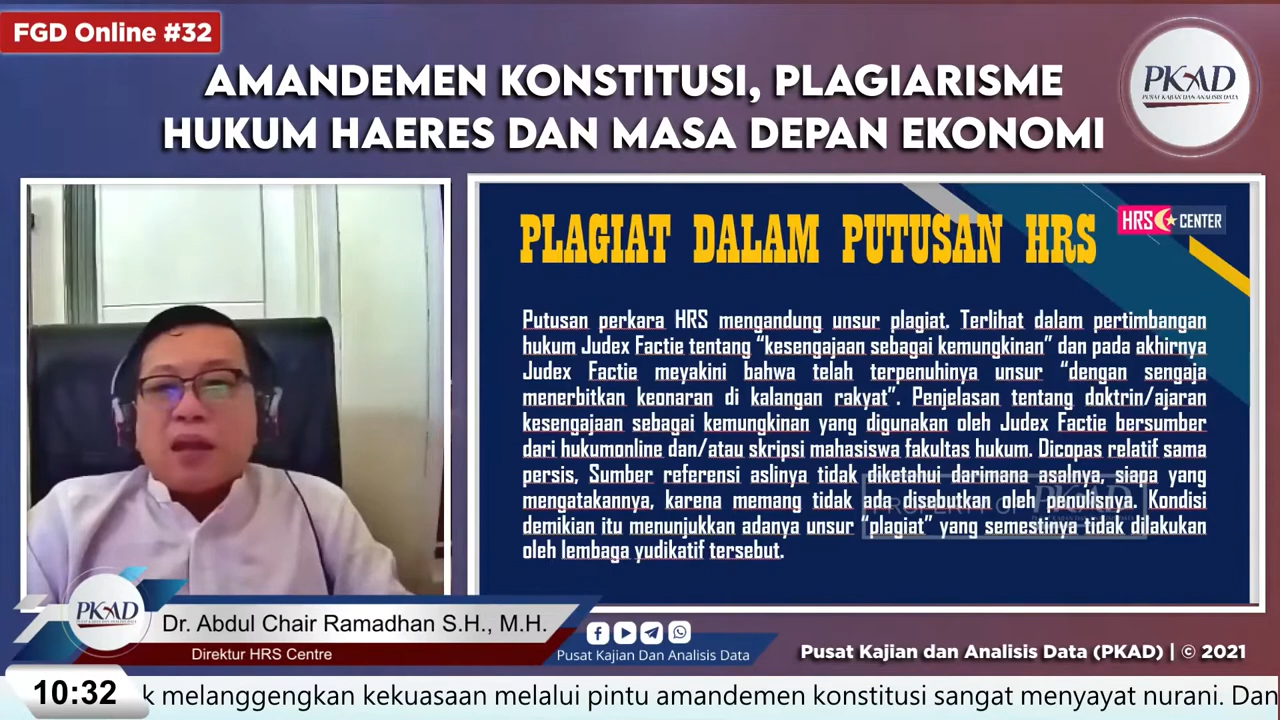 FGD Online #32
AMANDEMEN KONSTITUSI, PLAGIARISME
HUKUM HAERES DAN MASA DEPAN EKONOMI
PKAD
PUSAT KAJIAN DAN ANALISIS DATA
HRS CENTER
PLAGIAT DALAM PUTUSAN HRS
Putusan perkara HRS mengandung unsur plagiat. Terlihat dalam pertimbangan
hukum Judex Factie tentang “kesengajaan sebagai kemungkinan” dan pada akhirnya
Judex Factie meyakini bahwa telah terpenuhinya unsur “dengan sengaja
menerbitkan keonaran di kalangan rakyat”. Penjelasan tentang doktrin/ajaran
kesengajaan sebagai kemungkinan yang digunakan oleh Judex Factie bersumber
dari hukumonline dan/atau skripsi mahasiswa fakultas hukum. Dicopas relatif sama
persis, Sumber referensi aslinya tidak diketahui darimana asalnya, siapa yang
mengatakannya, karena memang tidak ada disebutkan oleh penulisnya. Kondisi
demikian itu menunjukkan adanya unsur “plagiat” yang semestinya tidak dilakukan
oleh lembaga yudikatif tersebut.
PROPERTY OF PKAD
PKAD
Dr. Abdul Chair Ramadhan S.H., M.H.
Direktur HRS Centre
Pusat Kajian Dan Analisis Data
Pusat Kajian dan Analisis Data (PKAD) | © 2021
10:32
k melanggengkan kekuasaan melalui pintu amandemen konstitusi sangat menyayat nurani. Dan